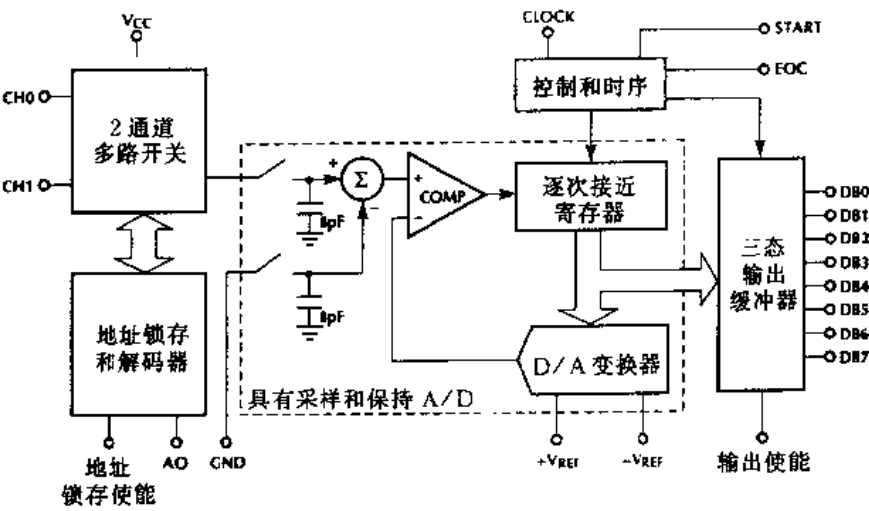 VCC
CLOCK
START
EOC
控制和时序
CH0
CH1
2通道
多路开关
+
Σ
−
+
COMP
−
8pF
8pF
逐次接近
寄存器
三态
输出
缓冲器
DB0
DB1
DB2
DB3
DB4
DB5
DB6
DB7
地址锁存
和解码器
D/A 变换器
具有采样和保持 A/D
地址
锁存使能
AO
GND
+VREF
−VREF
输出使能